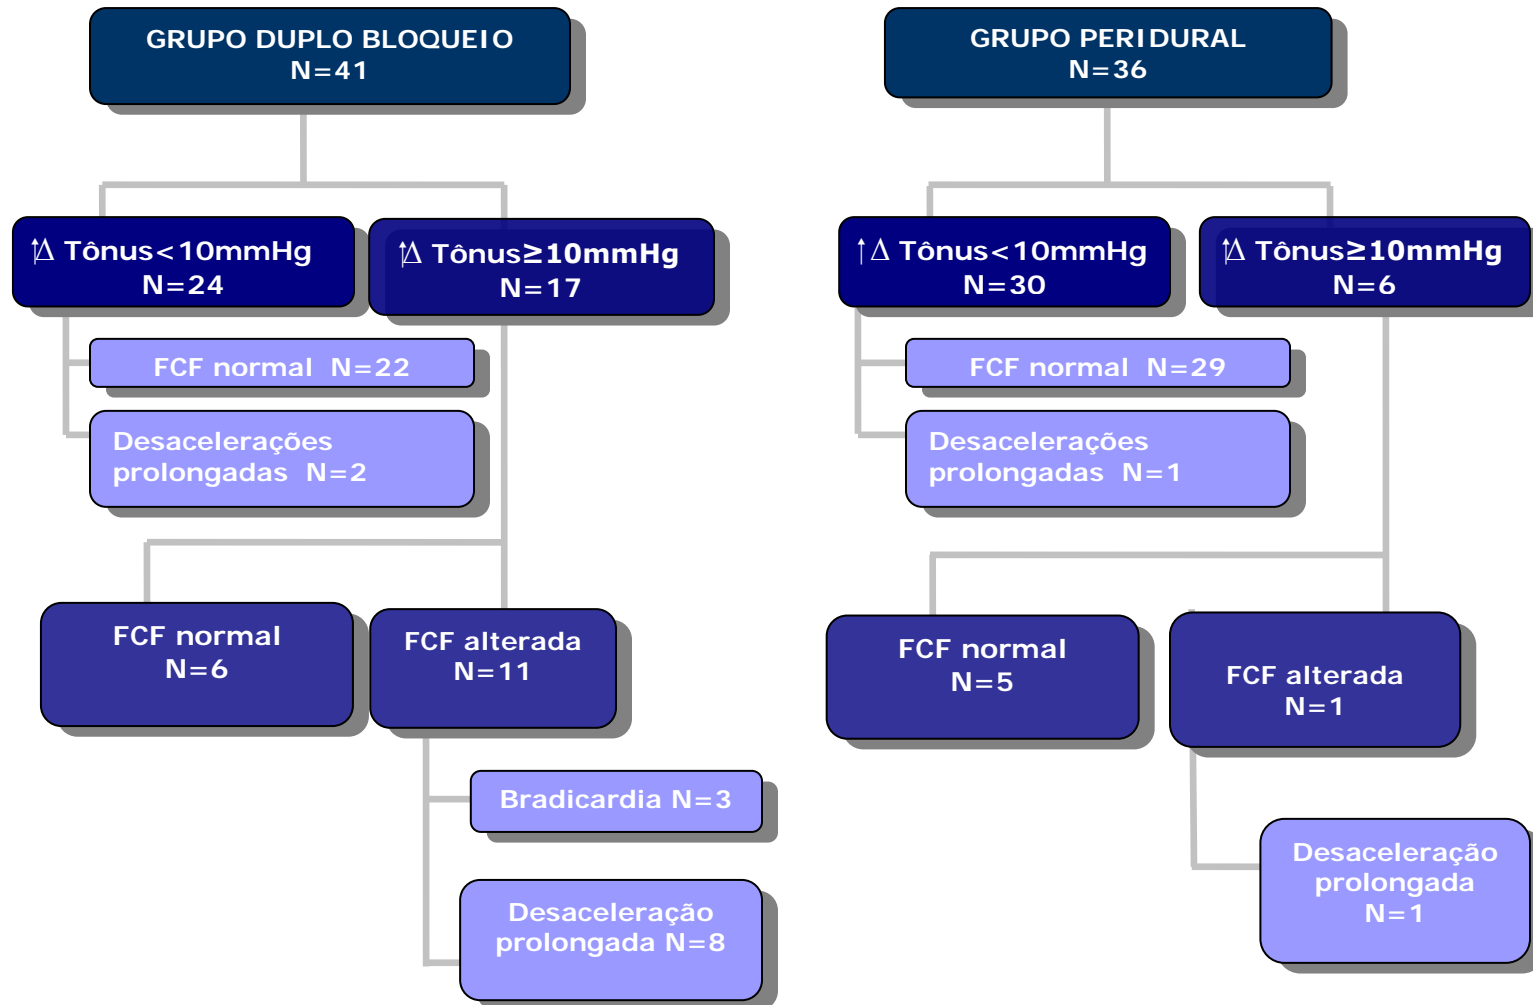 GRUPO DUPLO BLOQUEIO
N=41
↑Δ Tônus<10mmHg
N=24
↑Δ Tônus≥10mmHg
N=17
FCF normal N=22
Desacelerações
prolongadas N=2
FCF normal
N=6
FCF alterada
N=11
Bradicardia N=3
Desaceleração
prolongada N=8
GRUPO PERIDURAL
N=36
↑Δ Tônus<10mmHg
N=30
↑Δ Tônus≥10mmHg
N=6
FCF normal N=29
Desacelerações
prolongadas N=1
FCF normal
N=5
FCF alterada
N=1
Desaceleração
prolongada
N=1